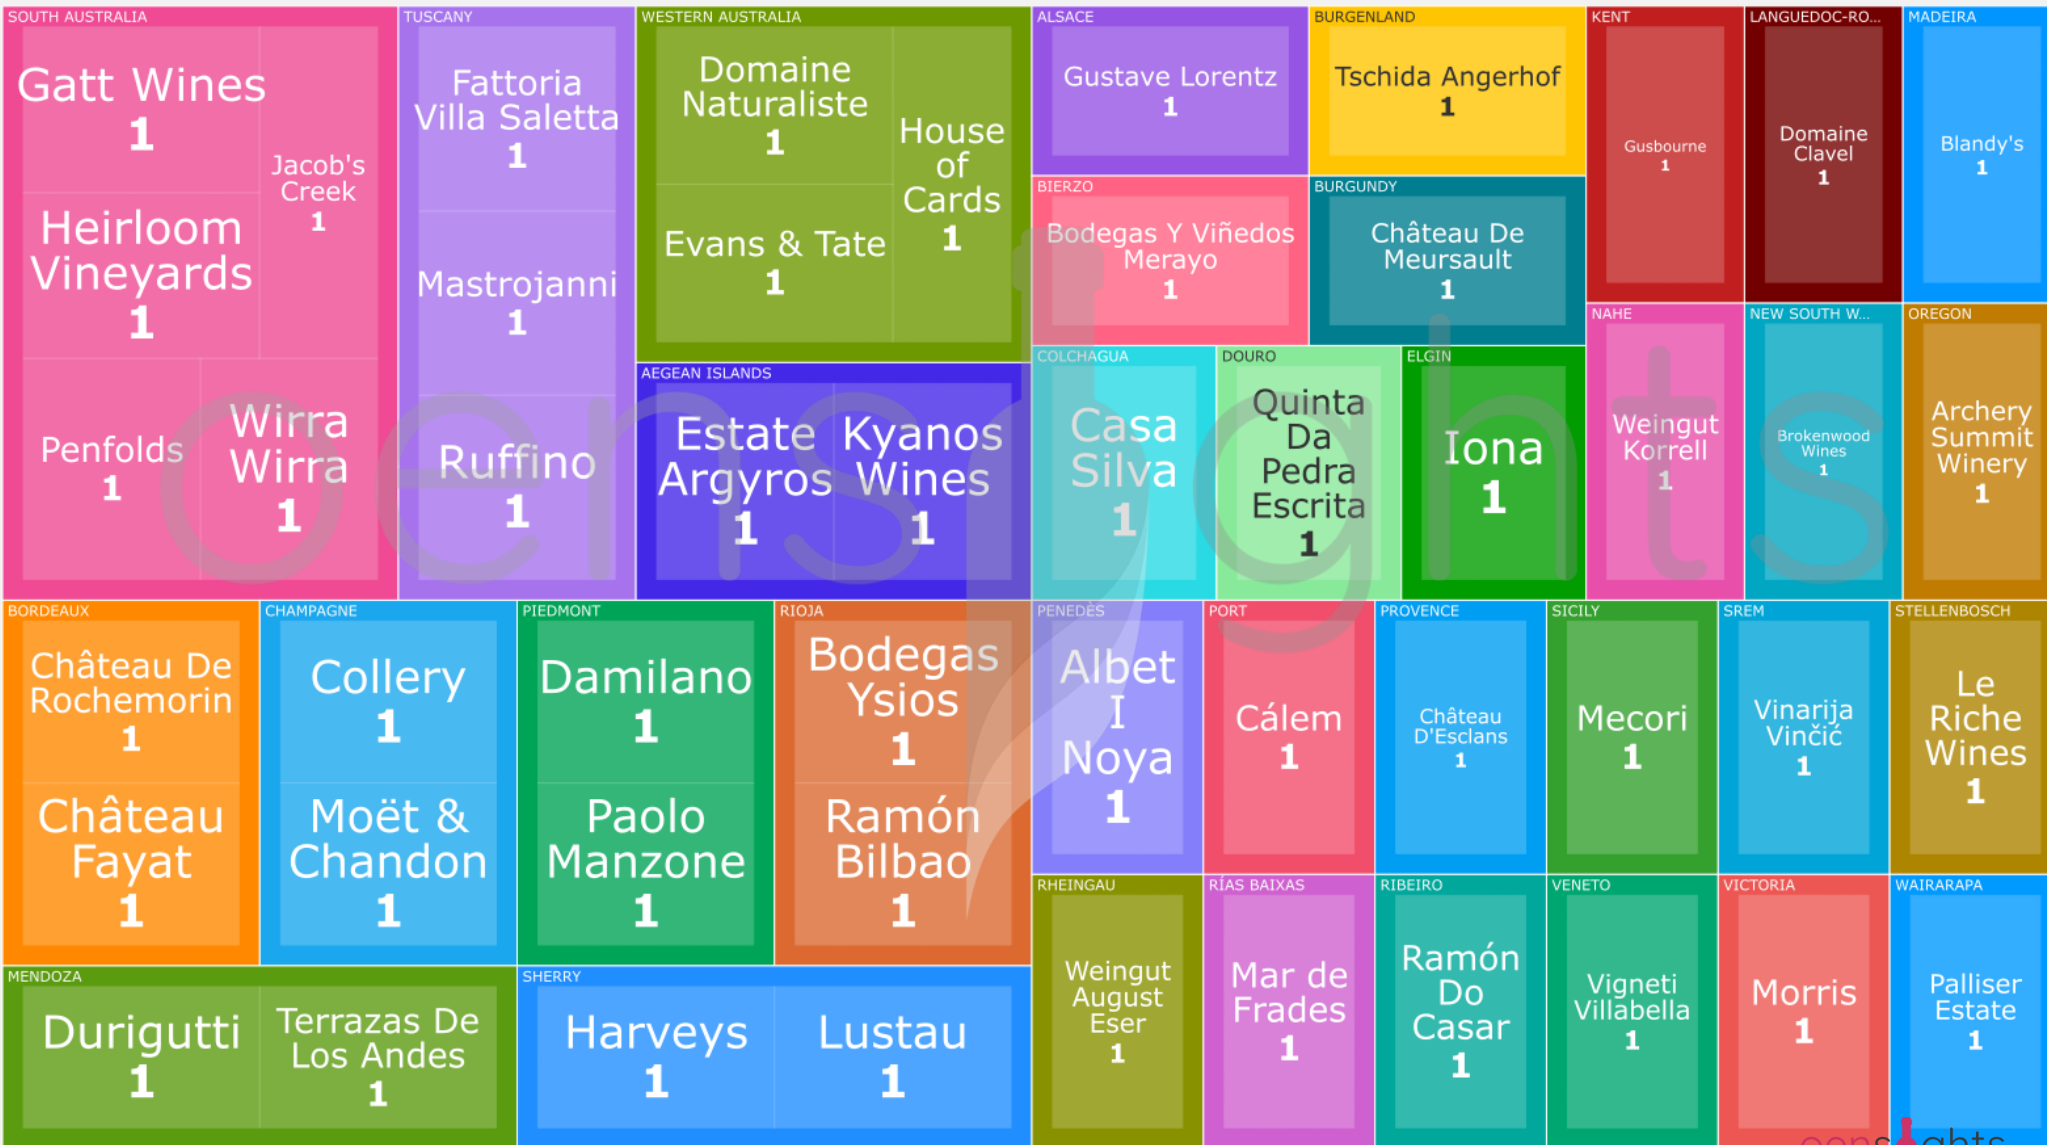 SOUTH AUSTRALIA
Gatt Wines
1
Jacob's
Creek
1
Heirloom
Vineyards
1
Penfolds
1
Wirra
Wirra
1
TUSCANY
Fattoria
Villa Saletta
1
Mastrojanni
1
Ruffino
1
WESTERN AUSTRALIA
Domaine
Naturaliste
1
House
of
Cards
1
Evans & Tate
1
AEGEAN ISLANDS
Estate
Argyros
1
Kyanos
Wines
1
ALSACE
Gustave Lorentz
1
BURGENLAND
Tschida Angerhof
1
BIERZO
Bodegas Y Viñedos
Merayo
1
BURGUNDY
Château De
Meursault
1
COLCHAGUA
Casa
Silva
1
DOURO
Quinta
Da
Pedra
Escrita
1
ELGIN
Iona
1
KENT
Gusbourne
1
LANGUEDOC-RO...
Domaine
Clavel
1
MADEIRA
Blandy's
1
NAHE
Weingut
Korrell
1
NEW SOUTH W...
Brokenwood
Wines
1
OREGON
Archery
Summit
Winery
1
BORDEAUX
Château De
Rochemorin
1
Château
Fayat
1
CHAMPAGNE
Collery
1
Moët &
Chandon
1
PIEDMONT
Damilano
1
Paolo
Manzone
1
RIOJA
Bodegas
Ysios
1
Ramón
Bilbao
1
MENDOZA
Durigutti
1
Terrazas De
Los Andes
1
SHERRY
Harveys
1
Lustau
1
PENEDÈS
Albet
I
Noya
1
PORT
Cálem
1
PROVENCE
Château
D'Esclans
1
SICILY
Mecori
1
SREM
Vinarija
Vinčić
1
STELLENBOSCH
Le
Riche
Wines
1
RHEINGAU
Weingut
August
Eser
1
RÍAS BAIXAS
Mar de
Frades
1
RIBEIRO
Ramón
Do
Casar
1
VENETO
Vigneti
Villabella
1
VICTORIA
Morris
1
WAIRARAPA
Palliser
Estate
1
oensights